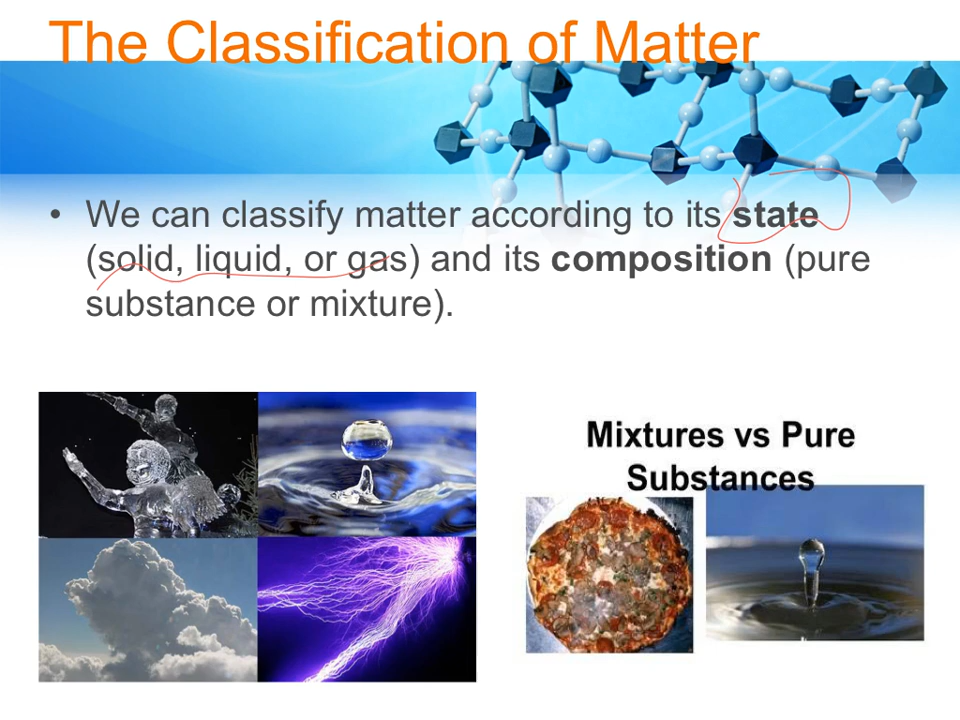 The Classification of Matter
• We can classify matter according to its state
(solid, liquid, or gas) and its composition (pure
substance or mixture).
Mixtures vs Pure
Substances